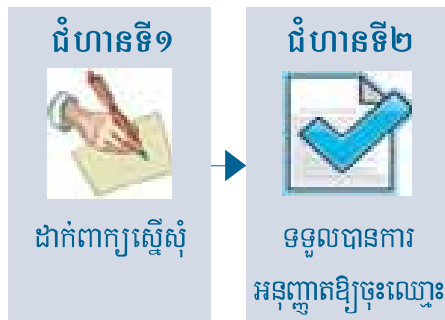 ជំហានទី១
ដាក់ពាក្យស្នើសុំ
ជំហានទី២
ទទួលបានការ
អនុញ្ញាតឱ្យចុះឈ្មោះ